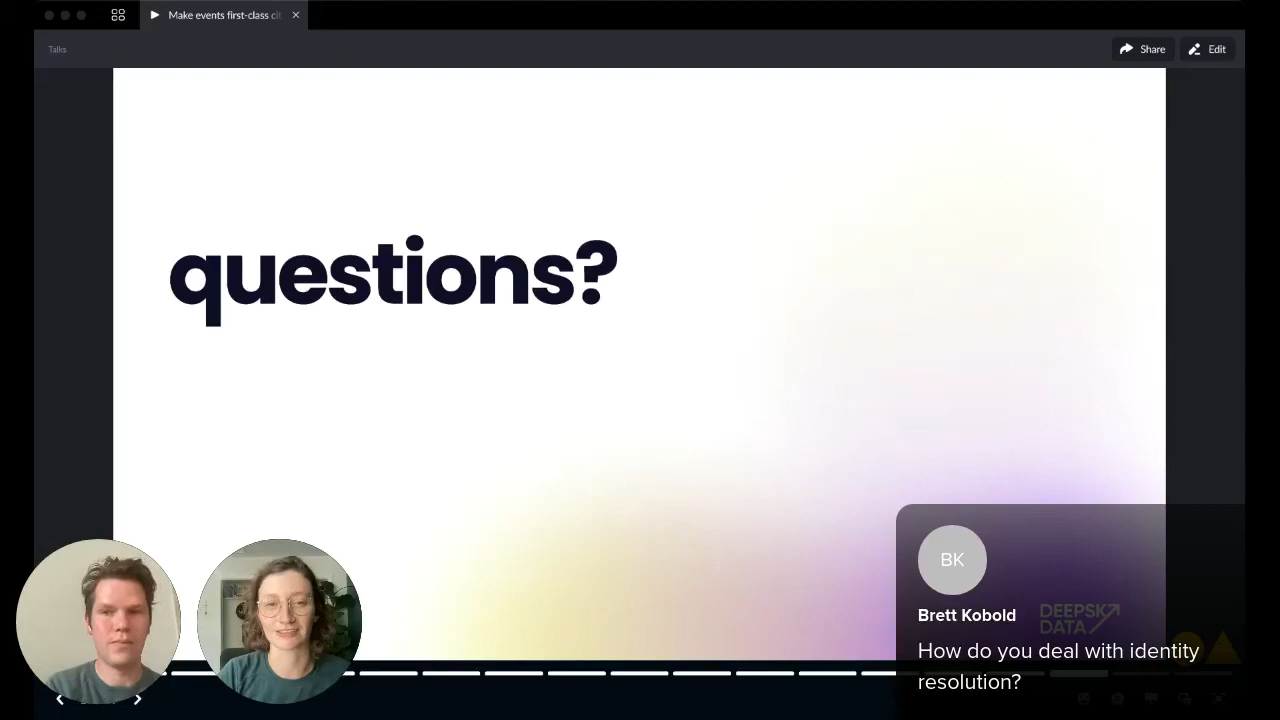 Make events first-class cit
Talks
Share
Edit
questions?
BK
Brett Kobold
DEEPSK
DATA
How do you deal with identity
resolution?